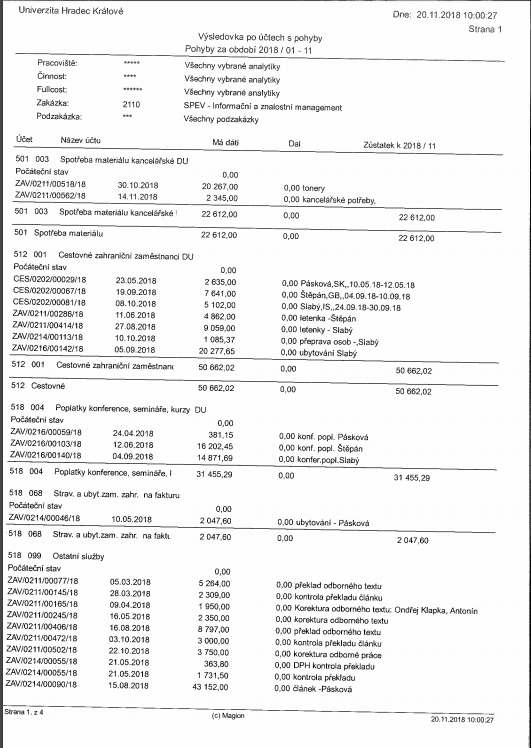 Univerzita Hradec Králové
Dne: 20.11.2018 10:00:27
Strana 1
Výsledovka po účtech s pohyby
Pohyby za období 2018 / 01 - 11
Pracoviště: ***** Všechny vybrané analytiky
Činnost: **** Všechny vybrané analytiky
Fullcost: ****** Všechny vybrané analytiky
Zakázka: 2110 SPEV - Informační a znalostní management
Podzakázka: *** Všechny podzakázky
Účet Název účtu Má dáti Dal Zůstatek k 2018 / 11
501 003 Spotřeba materiálu kancelářské DU
Počáteční stav 0,00
ZAV/0211/00518/18 30.10.2018 20 267,00 0,00 tonery
ZAV/0211/00562/18 14.11.2018 2 345,00 0,00 kancelářské potřeby,
501 003 Spotřeba materiálu kancelářské I 22 612,00 0,00 22 612,00
501 Spotřeba materiálu 22 612,00 0,00 22 612,00
512 001 Cestovné zahraniční zaměstnanci DU
Počáteční stav 0,00
CES/0202/00029/18 23.05.2018 2 635,00 0,00 Pásková,SK,,10.05.18-12.05.18
CES/0202/00067/18 19.09.2018 7 641,00 0,00 Štěpán,GB,,04.09.18-10.09.18
CES/0202/00081/18 08.10.2018 5 102,00 0,00 Slabý,IS,,24.09.18-30.09.18
ZAV/0211/00286/18 11.06.2018 4 862,00 0,00 letenka -Štěpán
ZAV/0211/00414/18 27.08.2018 9 059,00 0,00 letenky - Slabý
ZAV/0214/00113/18 10.10.2018 1 085,37 0,00 přeprava osob -,Slabý
ZAV/0216/00142/18 05.09.2018 20 277,65 0,00 ubytování Slabý
512 001 Cestovné zahraniční zaměstnanc 50 662,02 0,00 50 662,02
512 Cestovné 50 662,02 0,00 50 662,02
518 004 Poplatky konference, semináře, kurzy DU
Počáteční stav 0,00
ZAV/0216/00059/18 24.04.2018 381,15 0,00 konf. popl. Pásková
ZAV/0216/00103/18 12.06.2018 16 202,45 0,00 konf. popl. Štěpán
ZAV/0216/00140/18 04.09.2018 14 871,69 0,00 konfer.popl.Slabý
518 004 Poplatky konference, semináře, I 31 455,29 0,00 31 455,29
518 068 Strav. a ubyt.zam. zahr. na fakturu
Počáteční stav 0,00
ZAV/0214/00046/18 10.05.2018 2 047,60 0,00 ubytování - Pásková
518 068 Strav. a ubyt.zam. zahr. na faktu 2 047,60 0,00 2 047,60
518 099 Ostatní služby
Počáteční stav 0,00
ZAV/0211/00077/18 05.03.2018 5 264,00 0,00 překlad odborného textu
ZAV/0211/00145/18 28.03.2018 2 309,00 0,00 kontrola překladu článku
ZAV/0211/00165/18 09.04.2018 1 950,00 0,00 Korektura odborného textu: Ondřej Klapka, Antonín
ZAV/0211/00245/18 16.05.2018 2 350,00 0,00 korektura odborného textu
ZAV/0211/00406/18 16.08.2018 8 797,00 0,00 překlad odborného textu
ZAV/0211/00472/18 03.10.2018 3 000,00 0,00 kontrola překladu článku
ZAV/0211/00502/18 22.10.2018 3 750,00 0,00 korektura odborné práce
ZAV/0214/00055/18 21.05.2018 363,80 0,00 DPH kontrola překladu
ZAV/0214/00055/18 21.05.2018 1 731,50 0,00 kontrola překladu
ZAV/0214/00090/18 15.08.2018 43 152,00 0,00 článek -Pásková
Strana 1, z 4 (c) Magion 20.11.2018 10:00:27